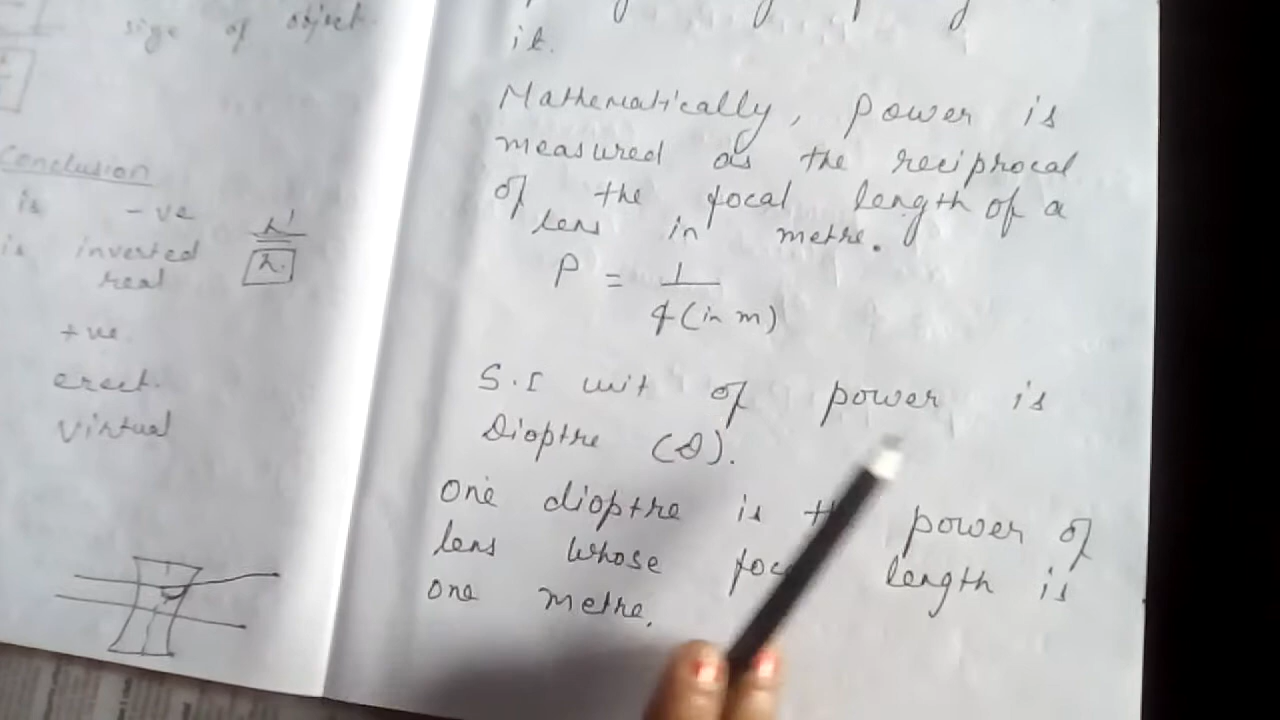 size of object.
Conclusion
is -ve
is inverted
real
h'
h.
+ve
erect.
Virtual
it.
Mathematically, power is
measured as the reciprocal
of the focal length of a
lens in metre.
P = 1
f (in m)
S.I unit of power is
Dioptre (D).
One dioptre is power of
lens whose length is
one metre.